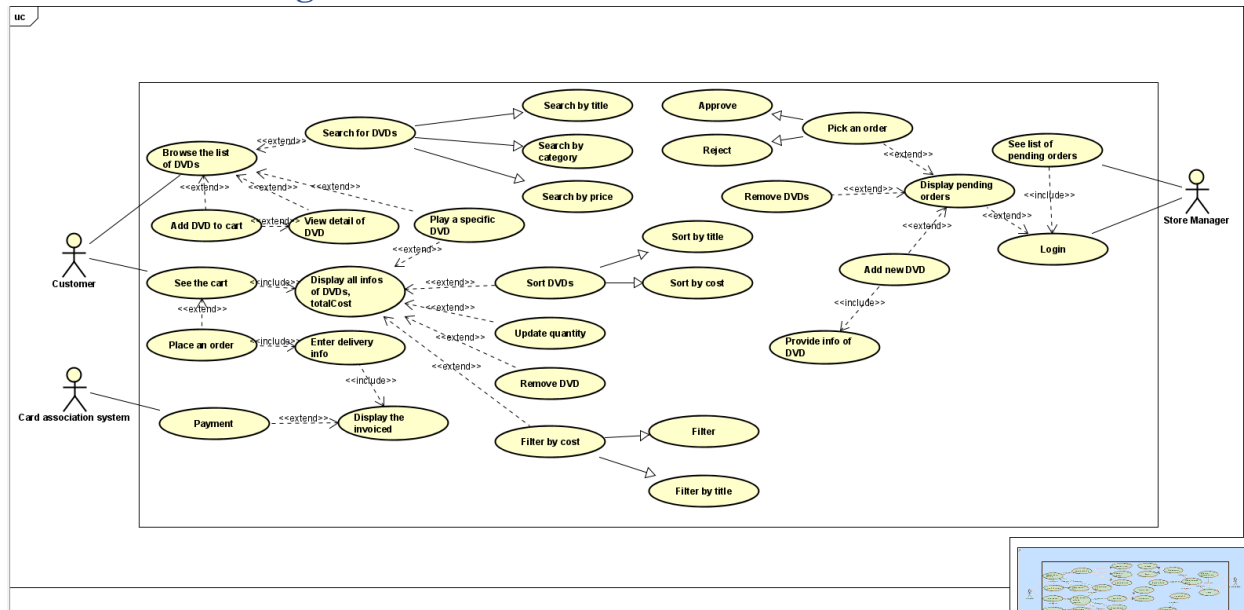 uc
Search by title
Approve
Search for DVDs
Pick an order
<<extend>>
Browse the list
of DVDs
Search by
category
Reject
See list of
pending orders
<<extend>>
<<extend>>
<<extend>>
<<extend>>
Search by price
Remove DVDs
<<extend>>
Display pending
orders
<<include>>
Store Manager
Add DVD to cart
<<extend>>
View detail of
DVD
Play a specific
DVD
<<extend>>
<<extend>>
Sort by title
Login
<<extend>>
Customer
See the cart
<<include>>
Display all infos
of DVDs,
totalCost
<<extend>>
Sort DVDs
Sort by cost
Add new DVD
<<extend>>
<<extend>>
<<include>>
Place an order
<<include>>
Enter delivery
info
Update quantity
Provide info of
DVD
<<extend>>
<<extend>>
<<include>>
Remove DVD
Card association system
Payment
<<extend>>
Display the
invoiced
Filter by cost
Filter
Filter by title